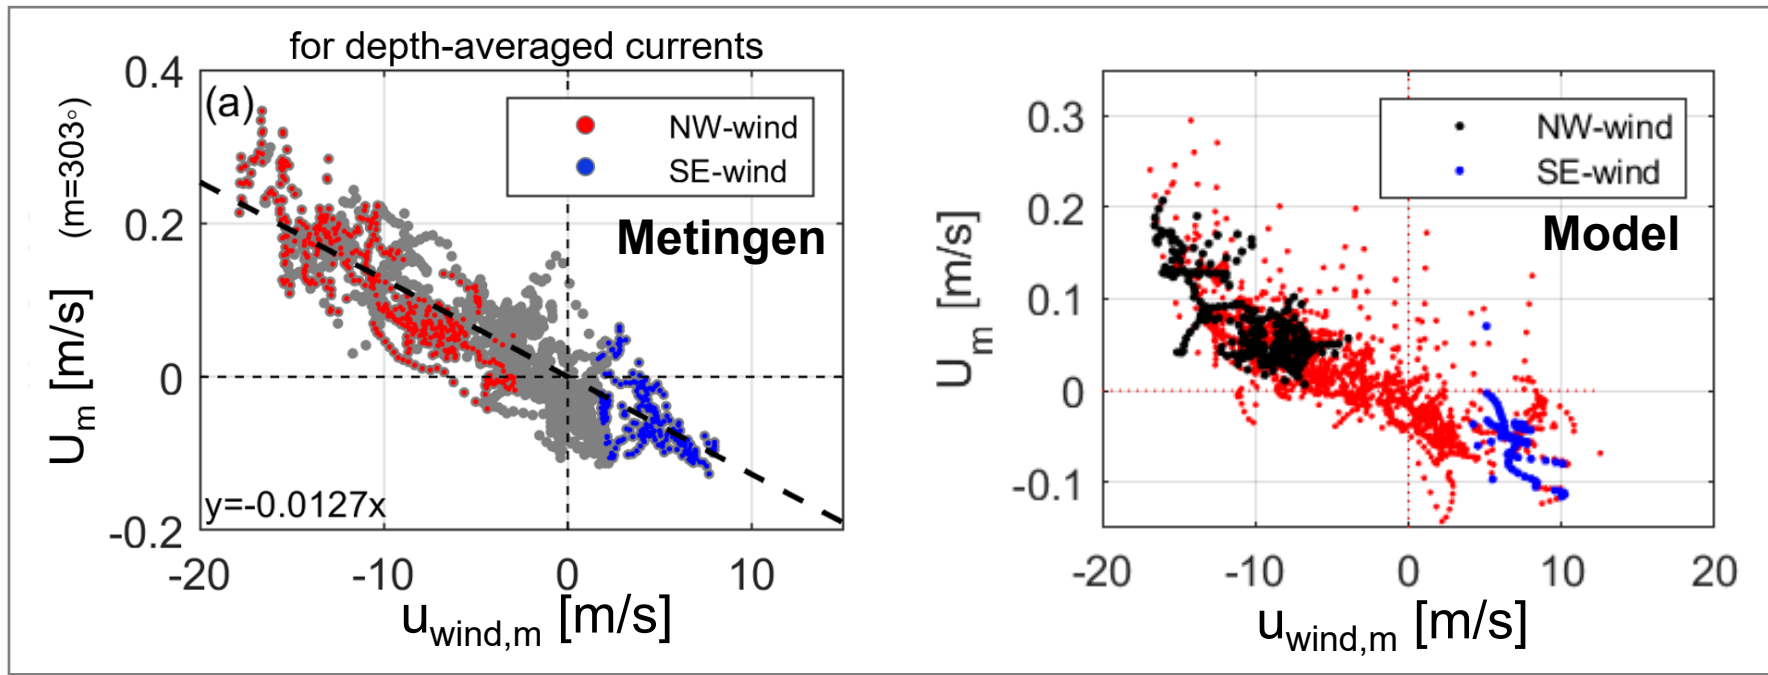 for depth-averaged currents
(a)
NW-wind
SE-wind
Metingen
y=-0.0127x
U_m [m/s] (m=303°)
0.4
0.2
0
-0.2
-20 -10 0 10
u_wind,m [m/s]
NW-wind
SE-wind
Model
U_m [m/s]
0.3
0.2
0.1
0
-0.1
-20 -10 0 10 20
u_wind,m [m/s]